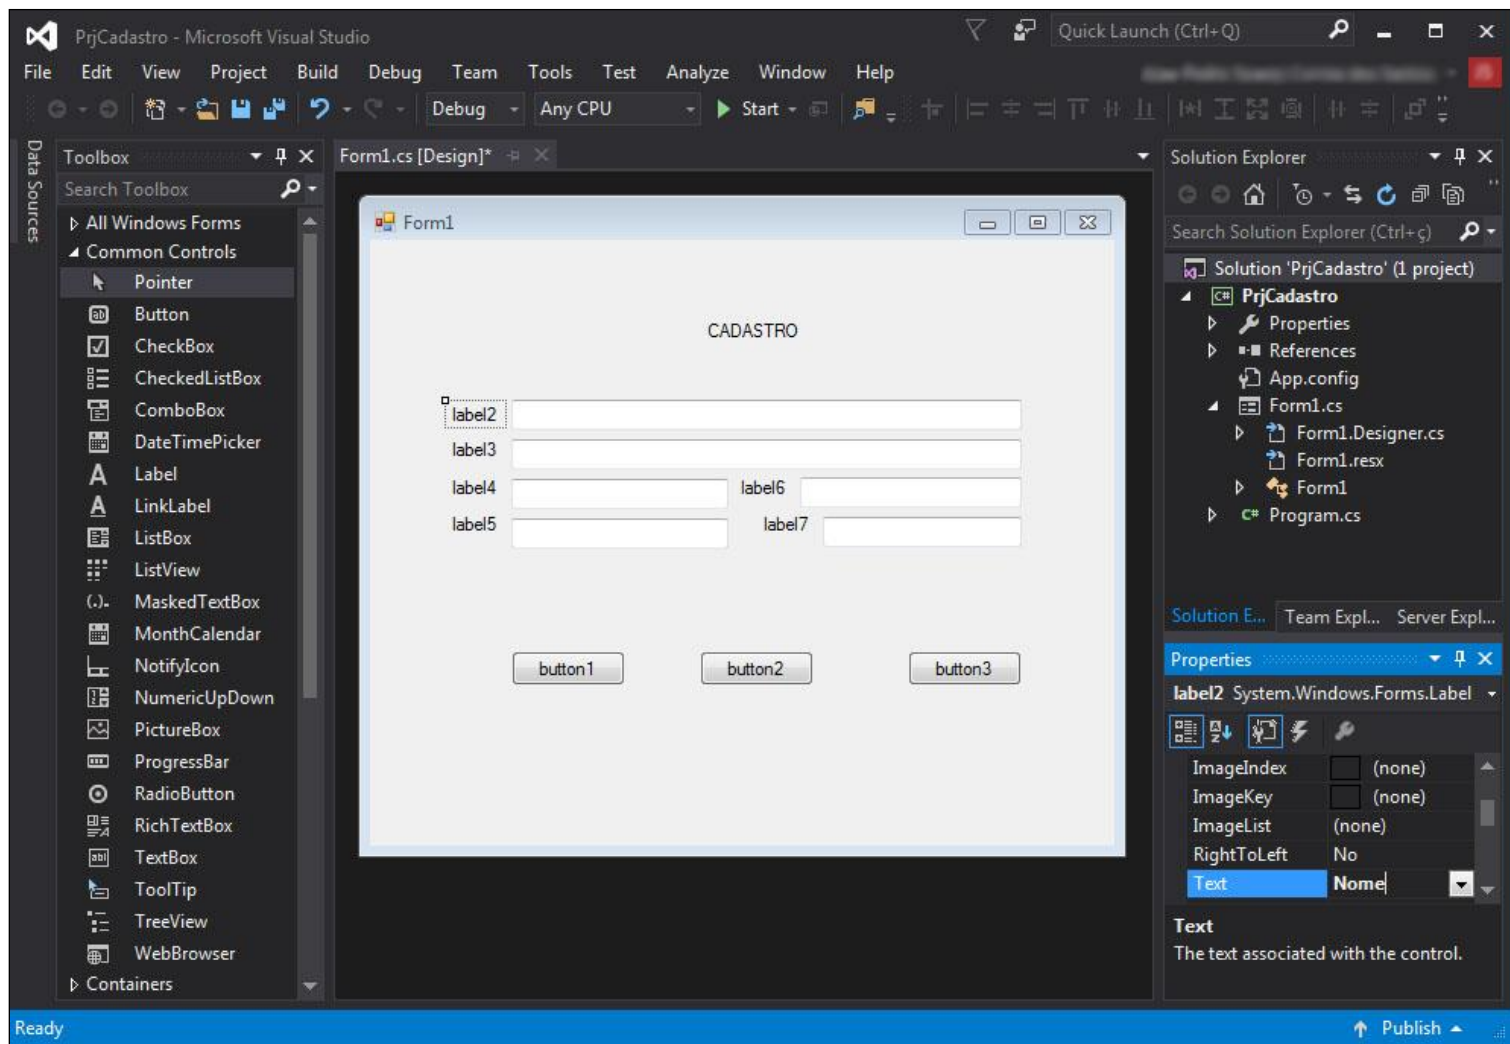 PrjCadastro - Microsoft Visual Studio
Quick Launch (Ctrl+Q)
File Edit View Project Build Debug Team Tools Test Analyze Window Help
Debug Any CPU Start
Data Sources
Toolbox
Search Toolbox
All Windows Forms
Common Controls
Pointer
Button
CheckBox
CheckedListBox
ComboBox
DateTimePicker
Label
LinkLabel
ListBox
ListView
MaskedTextBox
MonthCalendar
NotifyIcon
NumericUpDown
PictureBox
ProgressBar
RadioButton
RichTextBox
TextBox
ToolTip
TreeView
WebBrowser
Containers
Form1.cs [Design]*
Form1
CADASTRO
label2
label3
label4 label6
label5 label7
button1 button2 button3
Solution Explorer
Search Solution Explorer (Ctrl+ç)
Solution 'PrjCadastro' (1 project)
PrjCadastro
Properties
References
App.config
Form1.cs
Form1.Designer.cs
Form1.resx
Form1
Program.cs
Solution E... Team Expl... Server Expl...
Properties
label2 System.Windows.Forms.Label
ImageIndex (none)
ImageKey (none)
ImageList (none)
RightToLeft No
Text Nome
Text
The text associated with the control.
Ready
Publish